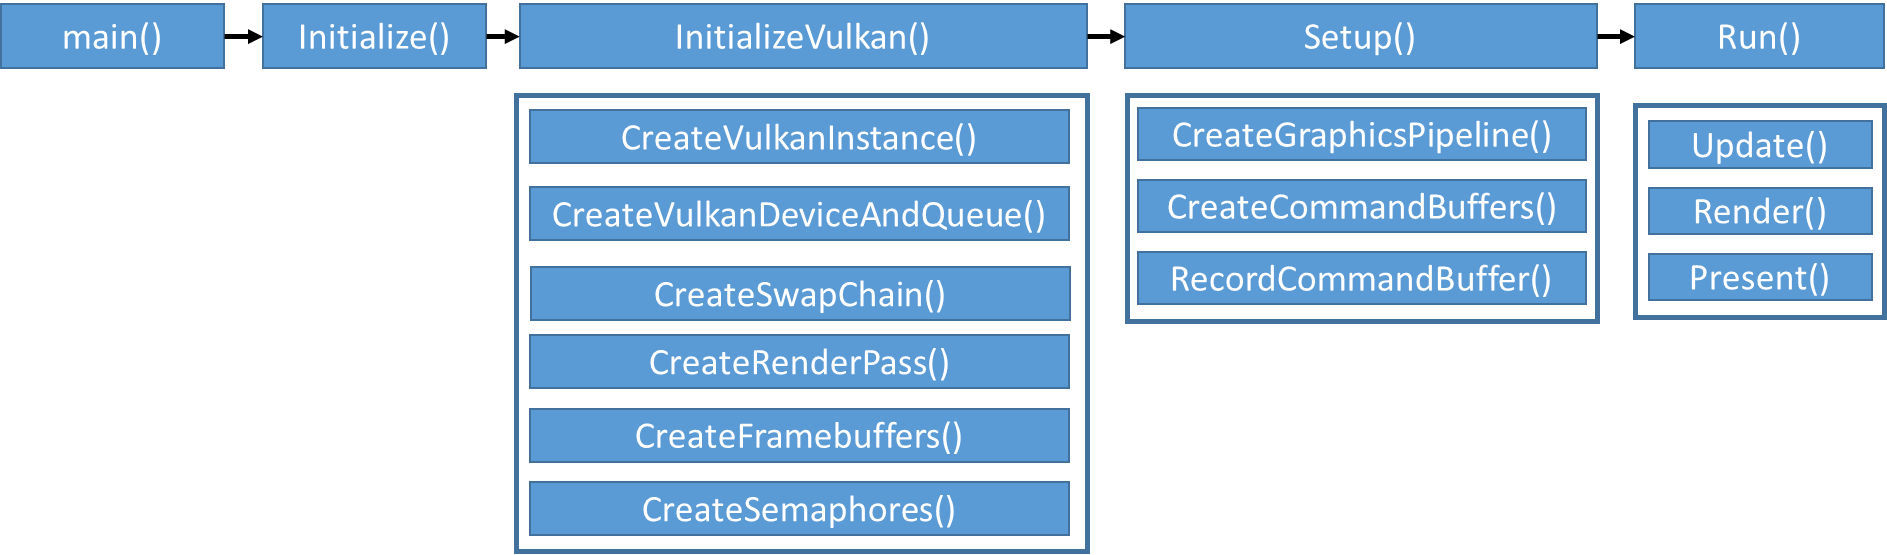 main()
Initialize()
InitializeVulkan()
Setup()
Run()
CreateVulkanInstance()
CreateVulkanDeviceAndQueue()
CreateSwapChain()
CreateRenderPass()
CreateFramebuffers()
CreateSemaphores()
CreateGraphicsPipeline()
CreateCommandBuffers()
RecordCommandBuffer()
Update()
Render()
Present()